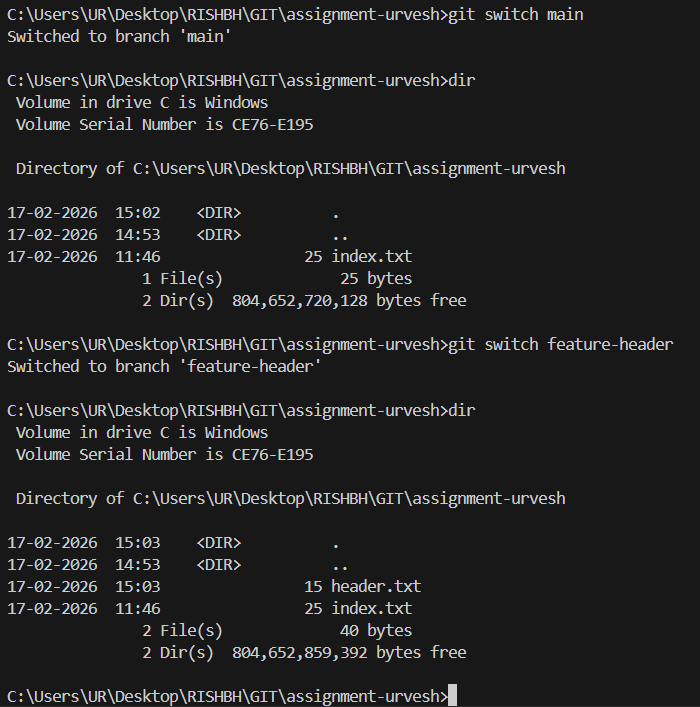 C:\Users\UR\Desktop\RISHBH\GIT\assignment-urvesh>git switch main
Switched to branch 'main'
C:\Users\UR\Desktop\RISHBH\GIT\assignment-urvesh>dir
 Volume in drive C is Windows
 Volume Serial Number is CE76-E195
 Directory of C:\Users\UR\Desktop\RISHBH\GIT\assignment-urvesh
17-02-2026  15:02    <DIR>          .
17-02-2026  14:53    <DIR>          ..
17-02-2026  11:46                25 index.txt
               1 File(s)             25 bytes
               2 Dir(s)  804,652,720,128 bytes free
C:\Users\UR\Desktop\RISHBH\GIT\assignment-urvesh>git switch feature-header
Switched to branch 'feature-header'
C:\Users\UR\Desktop\RISHBH\GIT\assignment-urvesh>dir
 Volume in drive C is Windows
 Volume Serial Number is CE76-E195
 Directory of C:\Users\UR\Desktop\RISHBH\GIT\assignment-urvesh
17-02-2026  15:03    <DIR>          .
17-02-2026  14:53    <DIR>          ..
17-02-2026  15:03                15 header.txt
17-02-2026  11:46                25 index.txt
               2 File(s)             40 bytes
               2 Dir(s)  804,652,859,392 bytes free
C:\Users\UR\Desktop\RISHBH\GIT\assignment-urvesh>